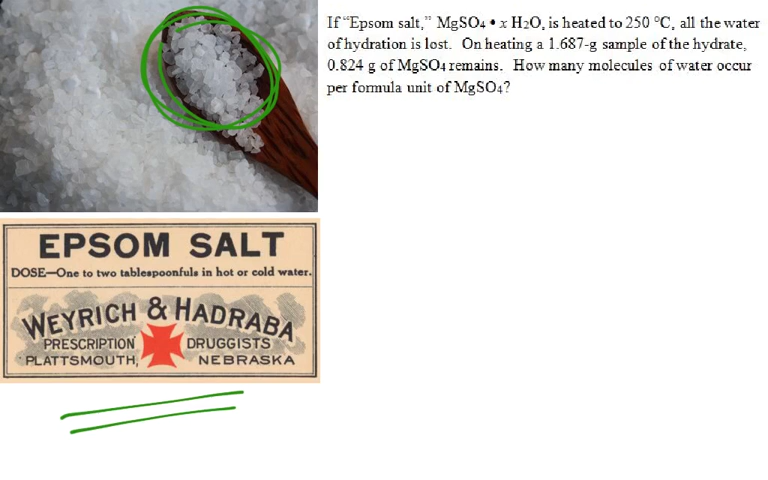 If "Epsom salt," MgSO4 • x H2O, is heated to 250 °C, all the water
of hydration is lost. On heating a 1.687-g sample of the hydrate,
0.824 g of MgSO4 remains. How many molecules of water occur
per formula unit of MgSO4?
EPSOM SALT
DOSE—One to two tablespoonfuls in hot or cold water.
WEYRICH & HADRABA
PRESCRIPTION DRUGGISTS
PLATTSMOUTH, NEBRASKA